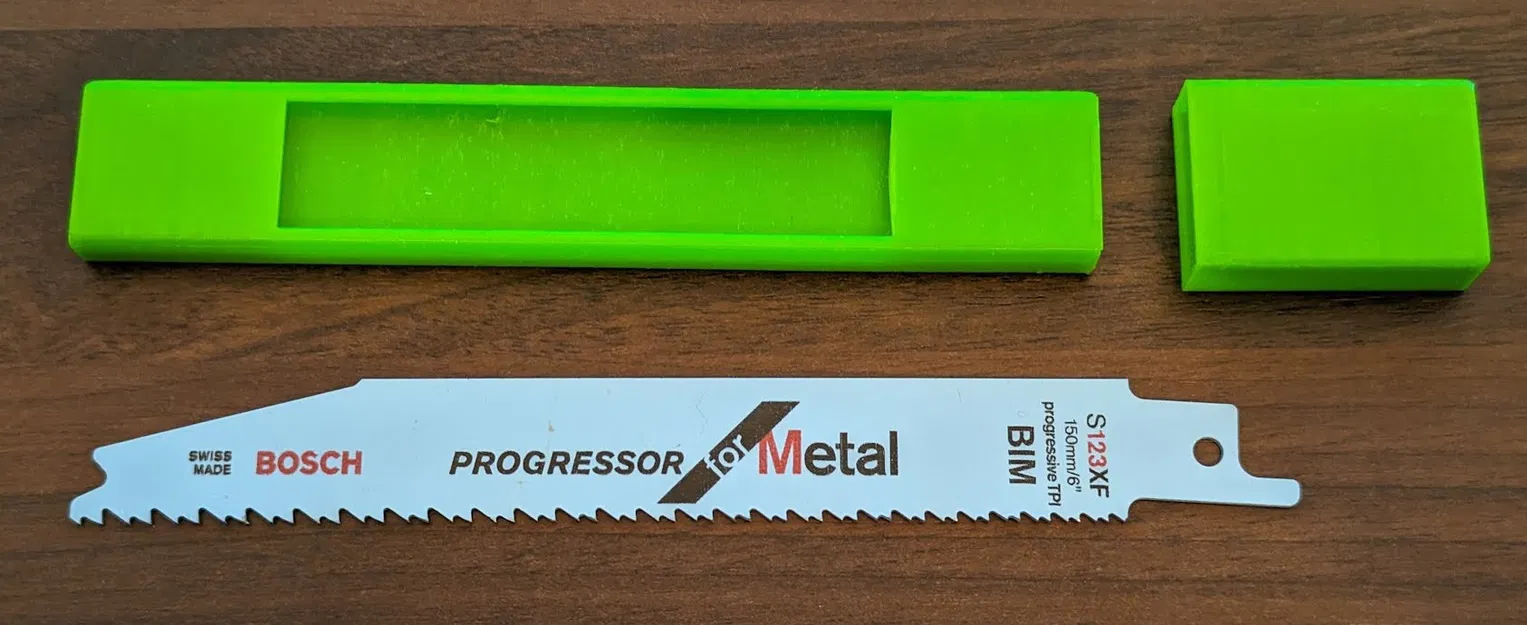 SWISS
MADE
BOSCH
PROGRESSOR for Metal
S123XF
150mm/6"
progressive TPI
BIM